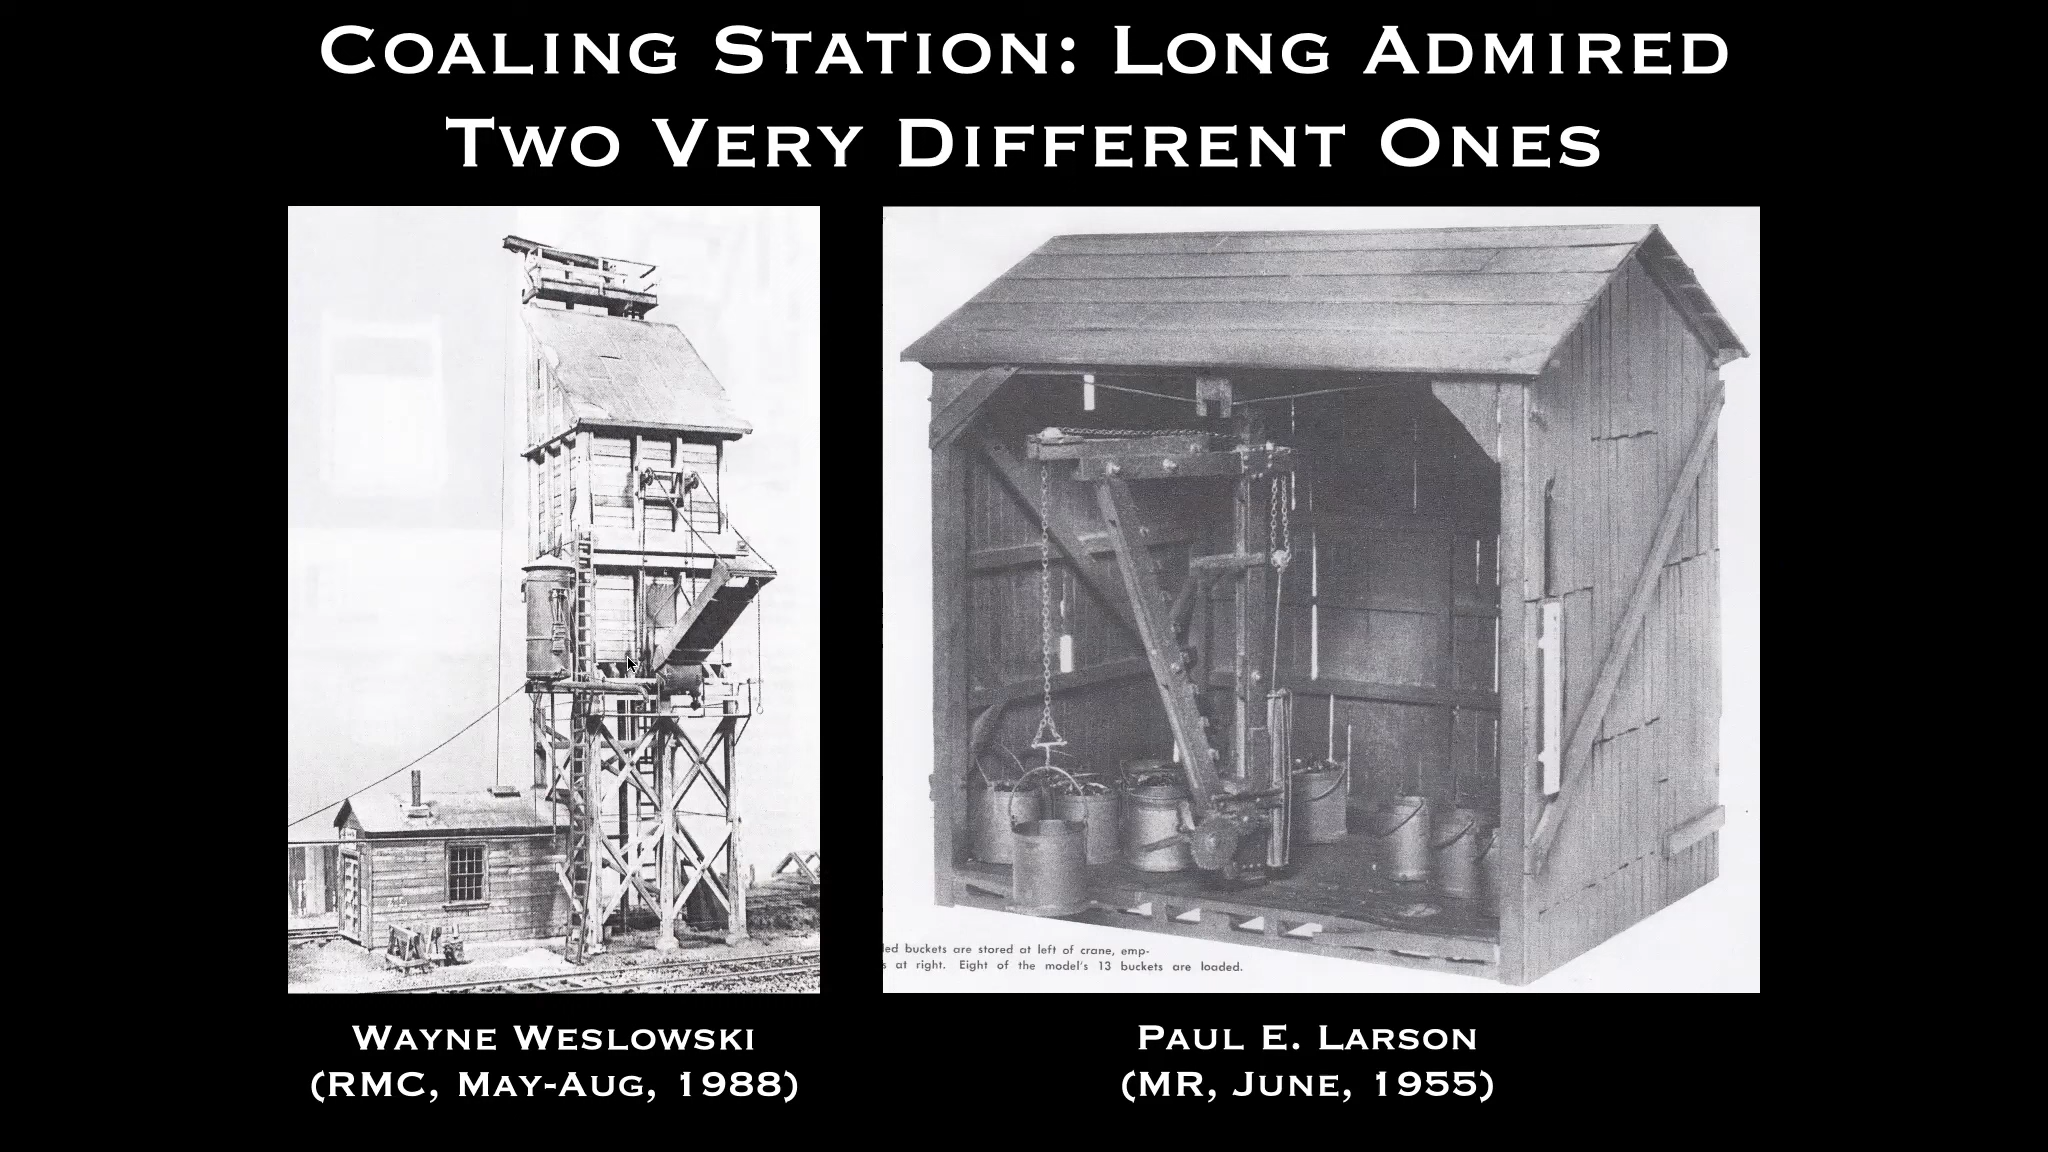 Coaling Station: Long Admired
Two Very Different Ones
led buckets are stored at left of crane, emp-
s at right. Eight of the model's 13 buckets are loaded.
Wayne Weslowski
(RMC, May-Aug, 1988)
Paul E. Larson
(MR, June, 1955)